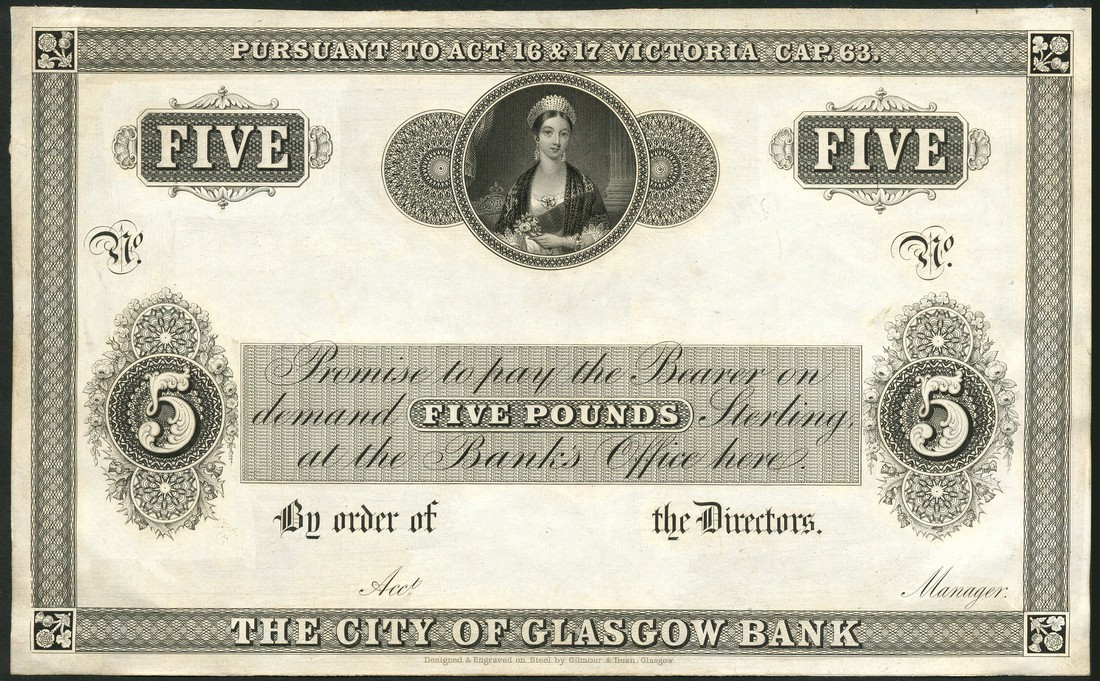 PURSUANT TO ACT 16 & 17 VICTORIA CAP. 63.
FIVE FIVE
No. No.
Promise to pay the Bearer on
5 demand FIVE POUNDS Sterling, 5
at the Bank's Office here.
By order of the Directors.
Acct. Manager.
THE CITY OF GLASGOW BANK
Designed & Engraved on Steel by Gilmour & Dean, Glasgow.